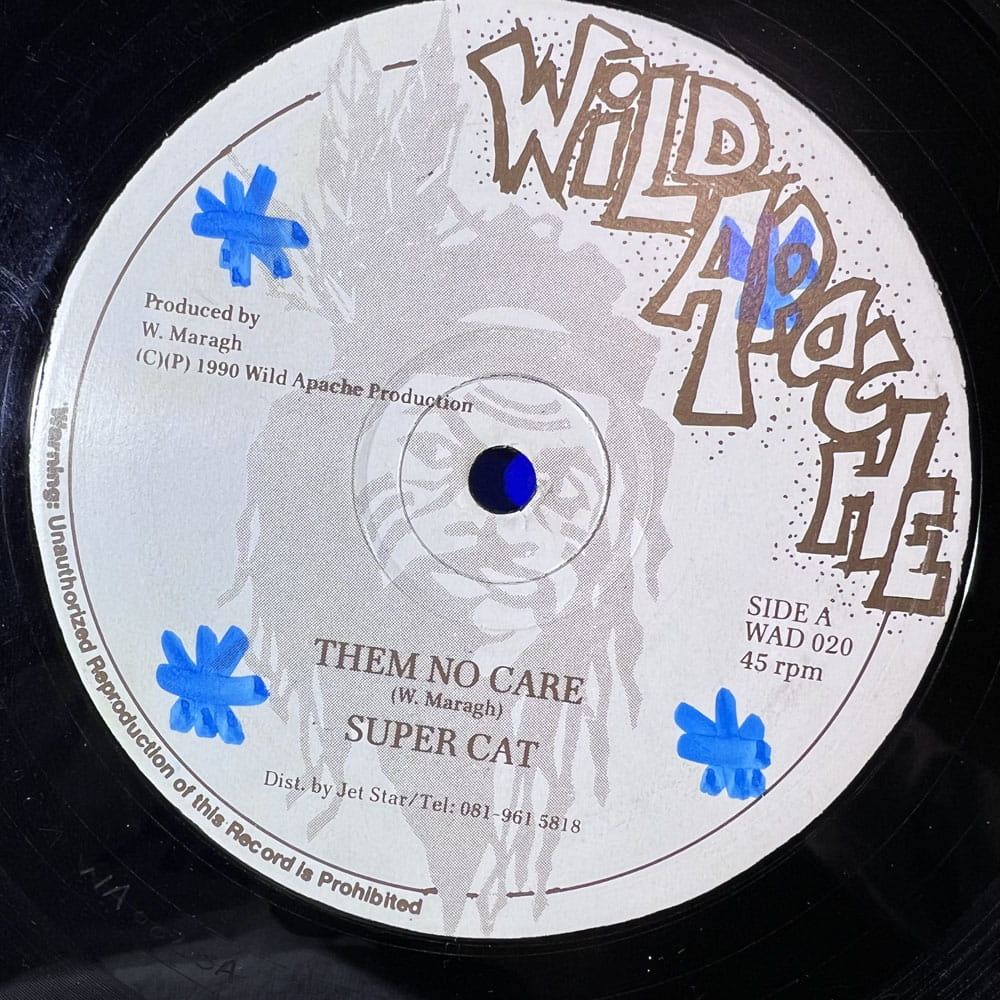 WiLD
APaCHE
Produced by
W. Maragh
(C)(P) 1990 Wild Apache Production
SIDE A
WAD 020
45 rpm
THEM NO CARE
(W. Maragh)
SUPER CAT
Dist. by Jet Star/Tel: 081-961 5818
Warning: Unauthorized Reproduction of this Record is Prohibited